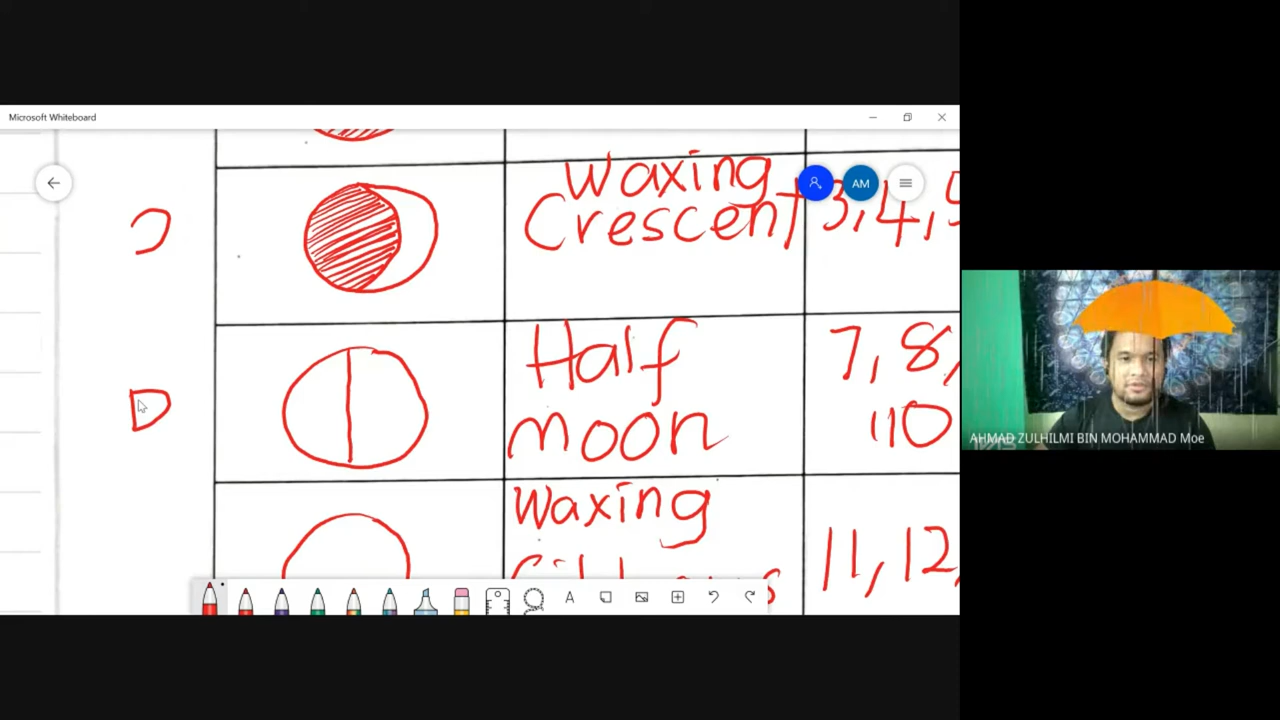 Microsoft Whiteboard
Waxing
Crescent
3, 4, 5
AM
Half
moon
7, 8,
10
Waxing
11, 12,
A
AHMAD ZULHILMI BIN MOHAMMAD Moe